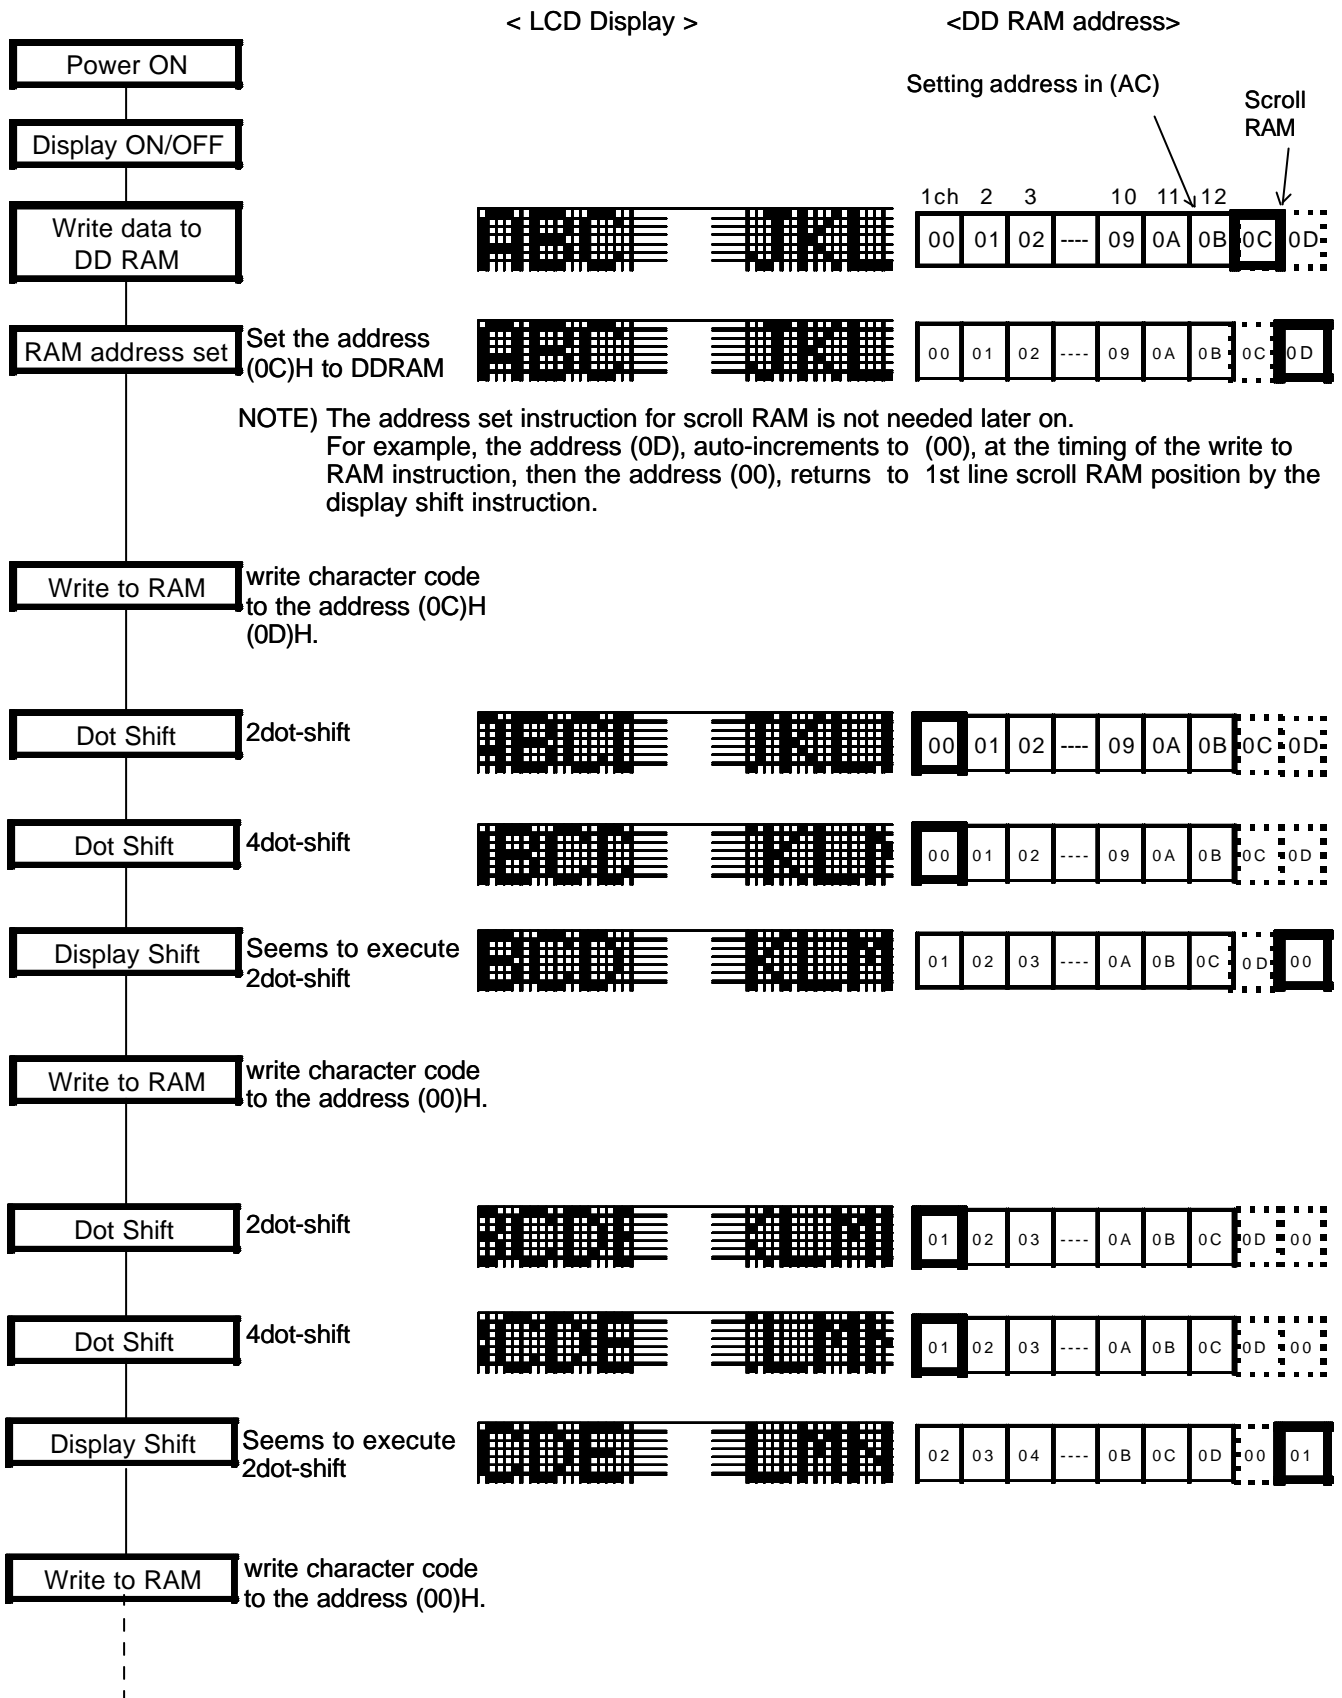 < LCD Display >
<DD RAM address>
Power ON
Setting address in (AC)
Scroll
RAM
Display ON/OFF
1ch 2 3 10 11 12
Write data to
DD RAM
ABC JKL
00 01 02 ---- 09 0A 0B 0C 0D
RAM address set
Set the address
(0C)H to DDRAM
ABC JKL
00 01 02 ---- 09 0A 0B 0C 0D
NOTE) The address set instruction for scroll RAM is not needed later on.
For example, the address (0D), auto-increments to (00), at the timing of the write to
RAM instruction, then the address (00), returns to 1st line scroll RAM position by the
display shift instruction.
Write to RAM
write character code
to the address (0C)H
(0D)H.
Dot Shift
2dot-shift
00 01 02 ---- 09 0A 0B 0C 0D
Dot Shift
4dot-shift
00 01 02 ---- 09 0A 0B 0C 0D
Display Shift
Seems to execute
2dot-shift
BCD KLM
01 02 03 ---- 0A 0B 0C 0D 00
Write to RAM
write character code
to the address (00)H.
Dot Shift
2dot-shift
01 02 03 ---- 0A 0B 0C 0D 00
Dot Shift
4dot-shift
01 02 03 ---- 0A 0B 0C 0D 00
Display Shift
Seems to execute
2dot-shift
CDE LMN
02 03 04 ---- 0B 0C 0D 00 01
Write to RAM
write character code
to the address (00)H.